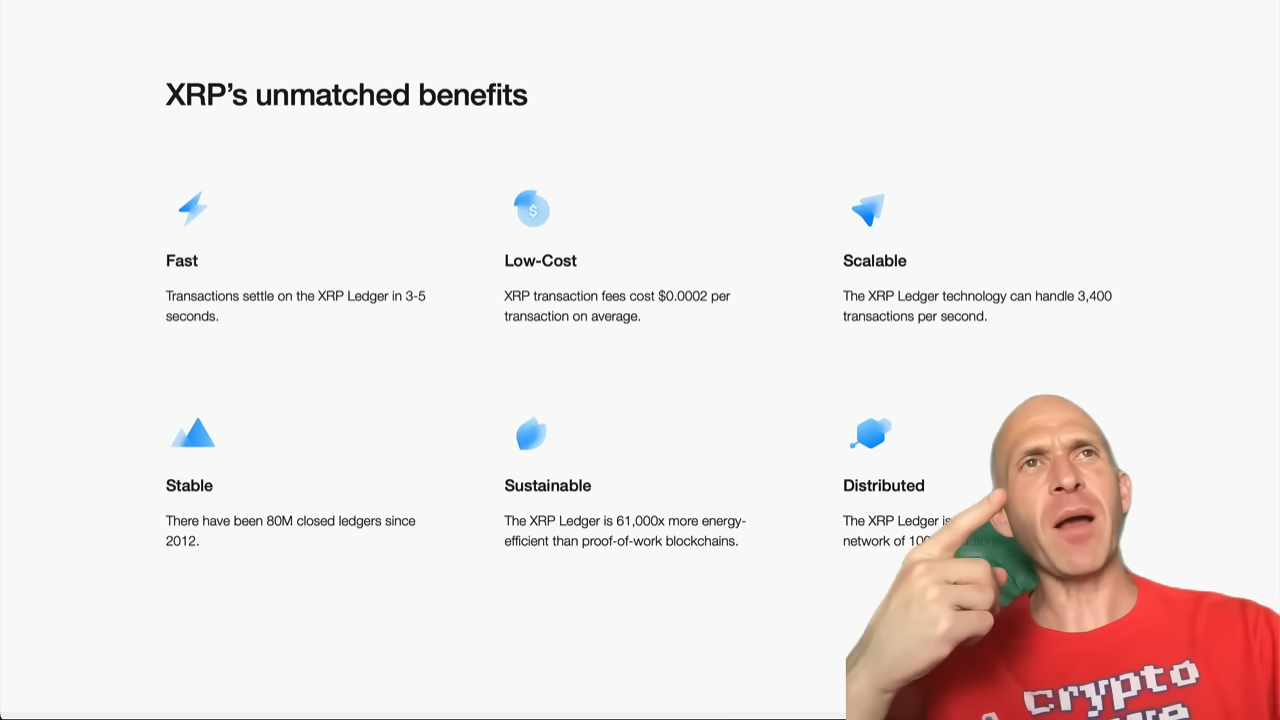 XRP’s unmatched benefits
Fast
Transactions settle on the XRP Ledger in 3-5
seconds.
Low-Cost
$
XRP transaction fees cost $0.0002 per
transaction on average.
Scalable
The XRP Ledger technology can handle 3,400
transactions per second.
Stable
There have been 80M closed ledgers since
2012.
Sustainable
The XRP Ledger is 61,000x more energy-
efficient than proof-of-work blockchains.
Distributed
The XRP Ledger is
network of
crypto